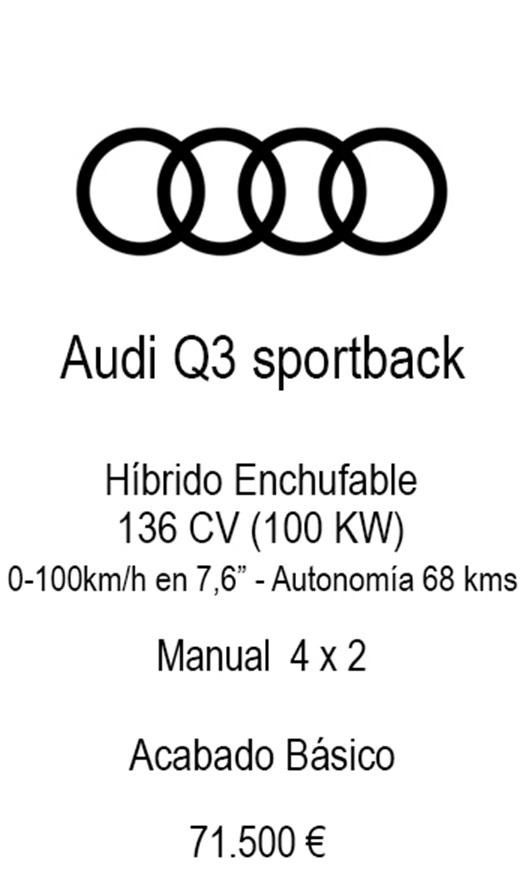 Audi Q3 sportback
Híbrido Enchufable
136 CV (100 KW)
0-100km/h en 7,6” - Autonomía 68 kms
Manual  4 x 2
Acabado Básico
71.500 €